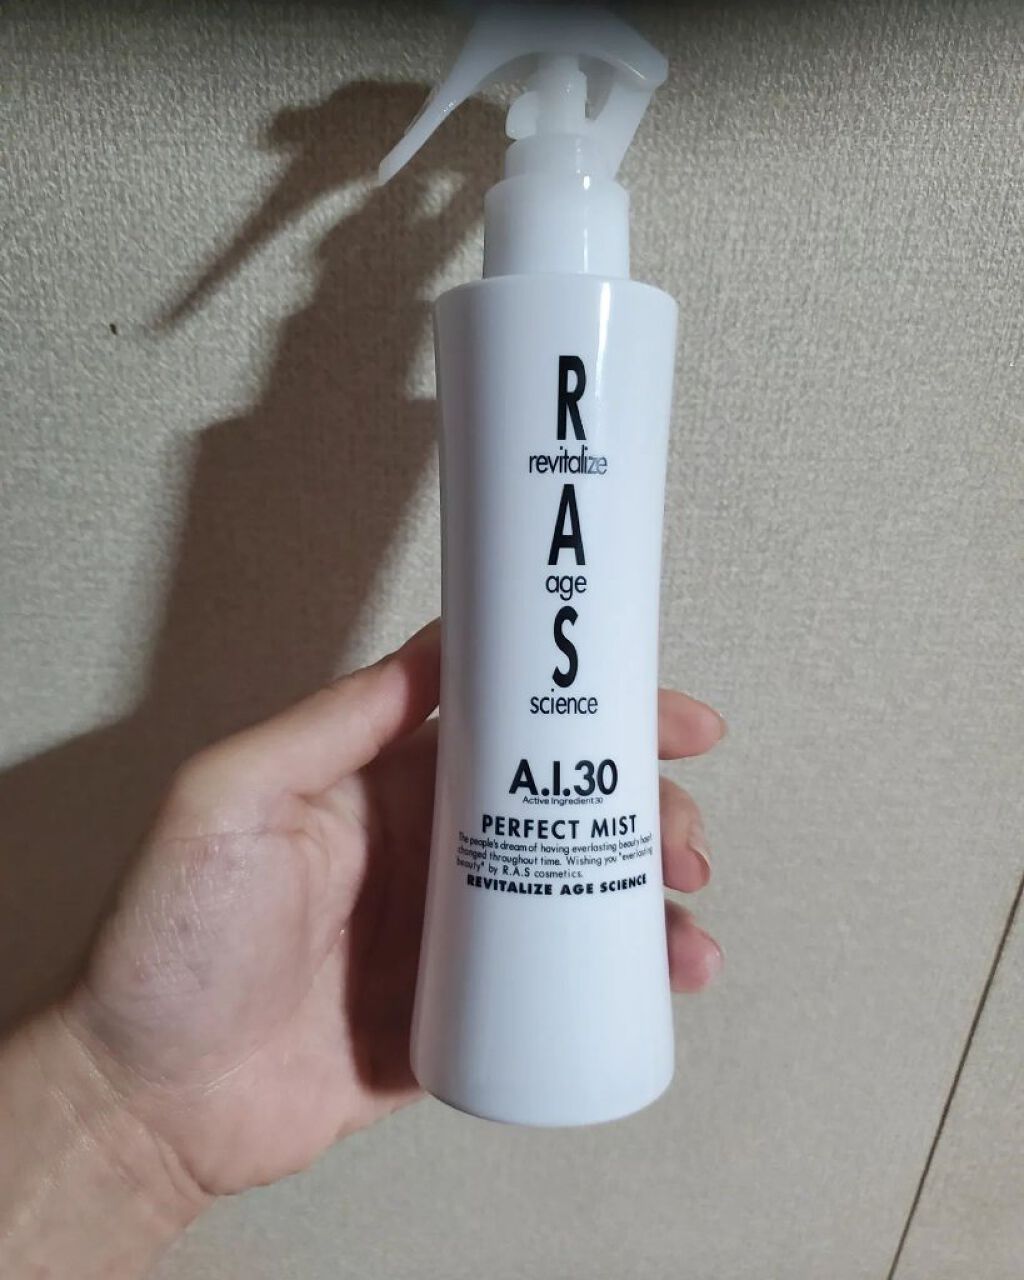 R
revitalize
A
age
S
science
A.I.30
Active Ingredient 30
PERFECT MIST
The people's dream of having everlasting beauty hasn't
changed throughout time. Wishing you "everlasting
beauty" by R.A.S cosmetics.
REVITALIZE AGE SCIENCE